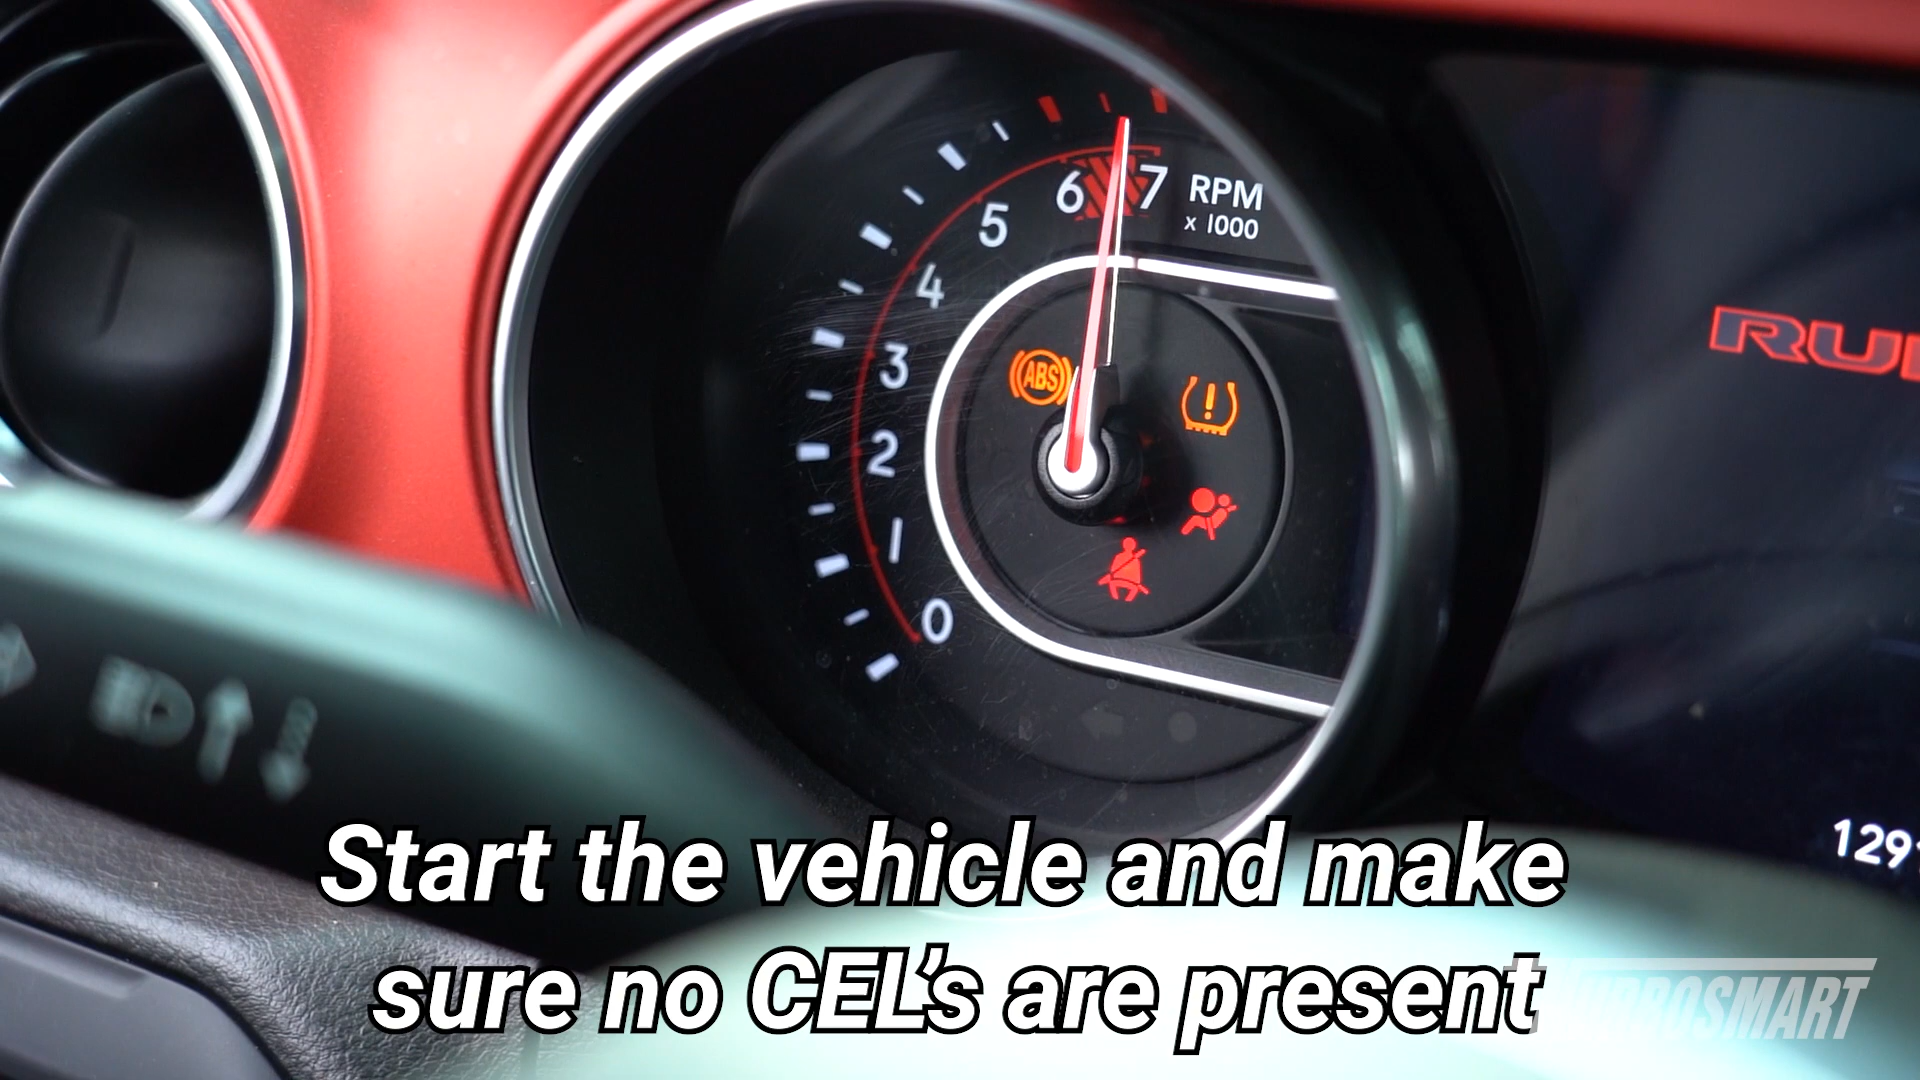 6
7
RPM
x 1000
5
4
3
2
1
0
ABS
!
RU
129
Start the vehicle and make
sure no CEL's are present